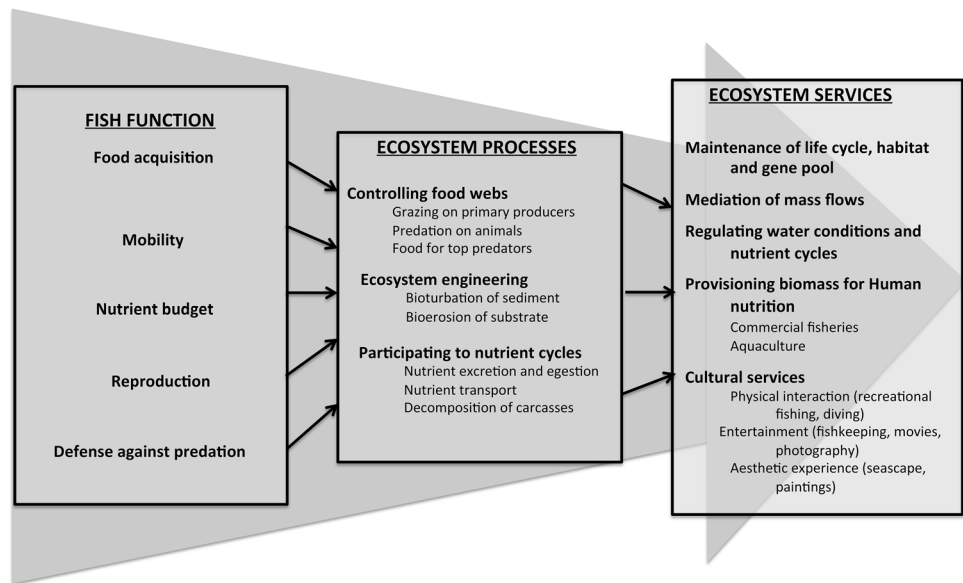 FISH FUNCTION
Food acquisition
Mobility
Nutrient budget
Reproduction
Defense against predation
ECOSYSTEM PROCESSES
Controlling food webs
Grazing on primary producers
Predation on animals
Food for top predators
Ecosystem engineering
Bioturbation of sediment
Bioerosion of substrate
Participating to nutrient cycles
Nutrient excretion and egestion
Nutrient transport
Decomposition of carcasses
ECOSYSTEM SERVICES
Maintenance of life cycle, habitat
and gene pool
Mediation of mass flows
Regulating water conditions and
nutrient cycles
Provisioning biomass for Human
nutrition
Commercial fisheries
Aquaculture
Cultural services
Physical interaction (recreational
fishing, diving)
Entertainment (fishkeeping, movies,
photography)
Aesthetic experience (seascape,
paintings)